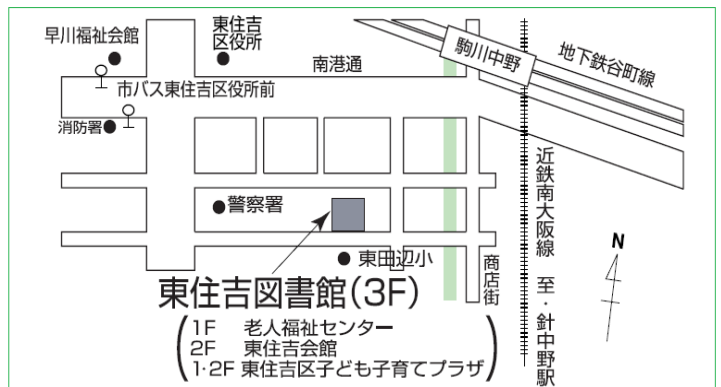 早川福祉会館
東住吉
区役所
南港通
駒川中野
地下鉄谷町線
市バス東住吉区役所前
消防署
警察署
東田辺小
商店街
近鉄南大阪線 至・針中野駅
N
東住吉図書館(3F)
1F 老人福祉センター
2F 東住吉会館
1・2F 東住吉区子ども子育てプラザ